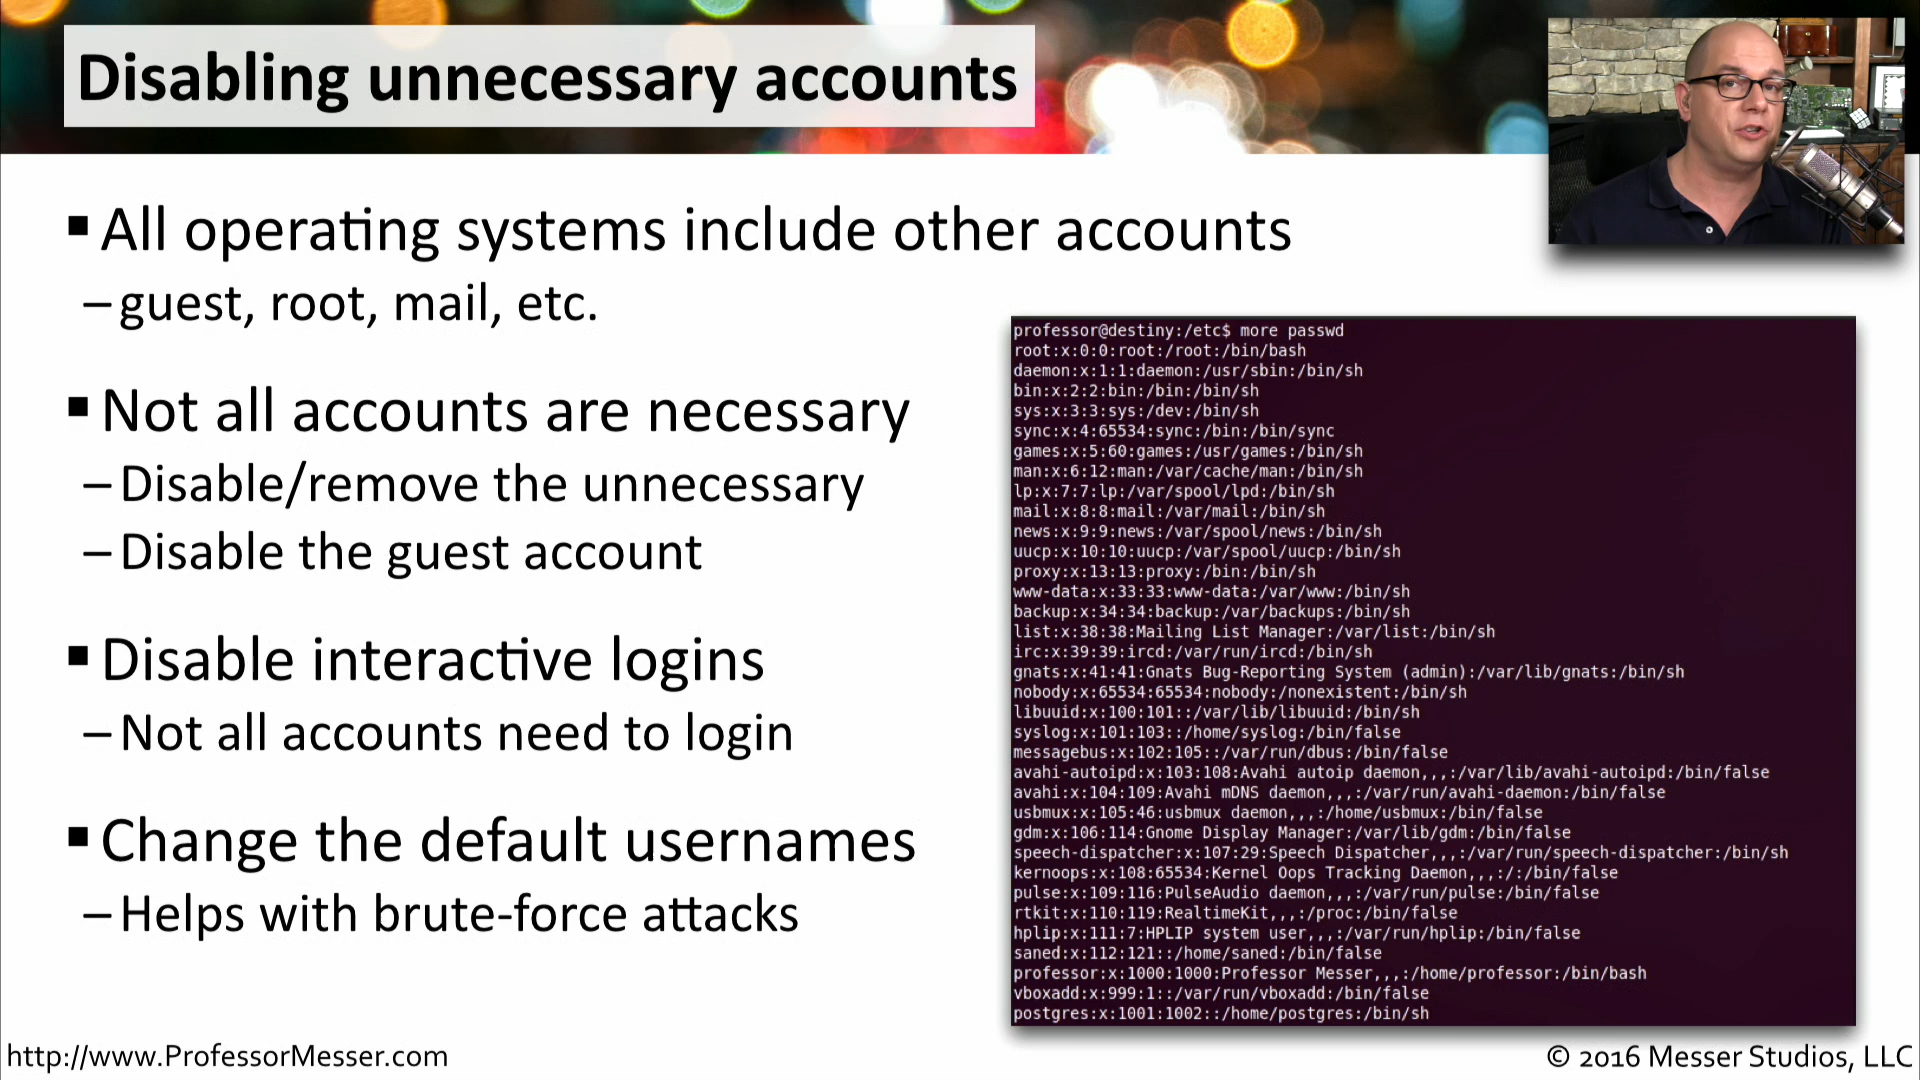 Disabling unnecessary accounts
▪ All operating systems include other accounts
– guest, root, mail, etc.
▪ Not all accounts are necessary
– Disable/remove the unnecessary
– Disable the guest account
▪ Disable interactive logins
– Not all accounts need to login
▪ Change the default usernames
– Helps with brute-force attacks
professor@destiny:/etc$ more passwd
root:x:0:0:root:/root:/bin/bash
daemon:x:1:1:daemon:/usr/sbin:/bin/sh
bin:x:2:2:bin:/bin:/bin/sh
sys:x:3:3:sys:/dev:/bin/sh
sync:x:4:65534:sync:/bin:/bin/sync
games:x:5:60:games:/usr/games:/bin/sh
man:x:6:12:man:/var/cache/man:/bin/sh
lp:x:7:7:lp:/var/spool/lpd:/bin/sh
mail:x:8:8:mail:/var/mail:/bin/sh
news:x:9:9:news:/var/spool/news:/bin/sh
uucp:x:10:10:uucp:/var/spool/uucp:/bin/sh
proxy:x:13:13:proxy:/bin:/bin/sh
www-data:x:33:33:www-data:/var/www:/bin/sh
backup:x:34:34:backup:/var/backups:/bin/sh
list:x:38:38:Mailing List Manager:/var/list:/bin/sh
irc:x:39:39:ircd:/var/run/ircd:/bin/sh
gnats:x:41:41:Gnats Bug-Reporting System (admin):/var/lib/gnats:/bin/sh
nobody:x:65534:65534:nobody:/nonexistent:/bin/sh
libuuid:x:100:101::/var/lib/libuuid:/bin/sh
syslog:x:101:103::/home/syslog:/bin/false
messagebus:x:102:105::/var/run/dbus:/bin/false
avahi-autoipd:x:103:108:Avahi autoip daemon,,,:/var/lib/avahi-autoipd:/bin/false
avahi:x:104:109:Avahi mDNS daemon,,,:/var/run/avahi-daemon:/bin/false
usbmux:x:105:46:usbmux daemon,,,:/home/usbmux:/bin/false
gdm:x:106:114:Gnome Display Manager:/var/lib/gdm:/bin/false
speech-dispatcher:x:107:29:Speech Dispatcher,,,:/var/run/speech-dispatcher:/bin/sh
kernoops:x:108:65534:Kernel Oops Tracking Daemon,,,:/:/bin/false
pulse:x:109:116:PulseAudio daemon,,,:/var/run/pulse:/bin/false
rtkit:x:110:119:RealtimeKit,,,:/proc:/bin/false
hplip:x:111:7:HPLIP system user,,,:/var/run/hplip:/bin/false
saned:x:112:121::/home/saned:/bin/false
professor:x:1000:1000:Professor Messer,,,:/home/professor:/bin/bash
vboxadd:x:999:1::/var/run/vboxadd:/bin/false
postgres:x:1001:1002::/home/postgres:/bin/sh
http://www.ProfessorMesser.com
© 2016 Messer Studios, LLC